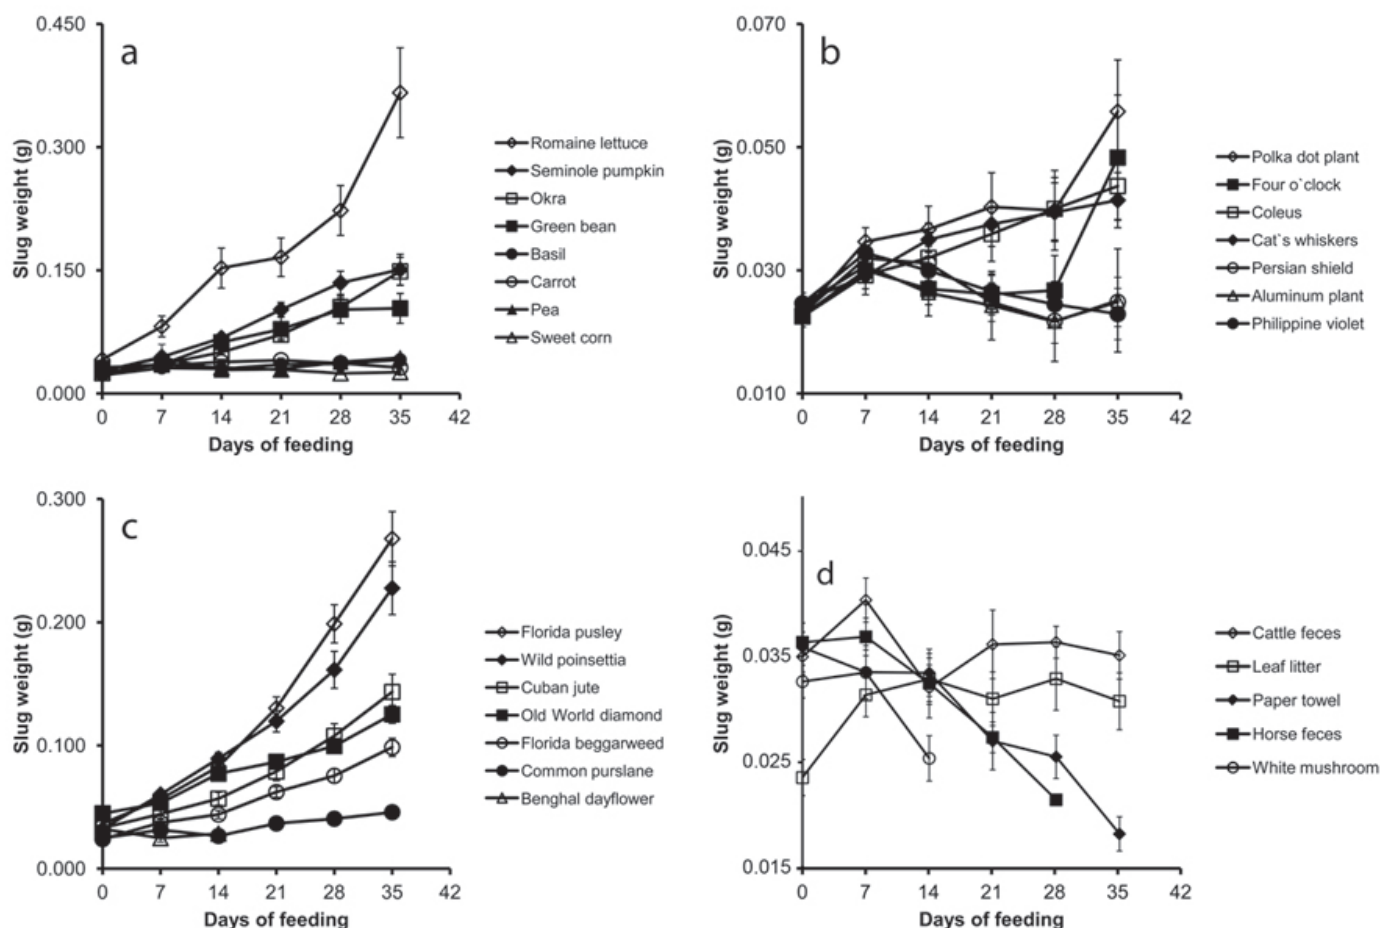 a
0.450
0.300
0.150
0.000
Slug weight (g)
0 7 14 21 28 35 42
Days of feeding
Romaine lettuce
Seminole pumpkin
Okra
Green bean
Basil
Carrot
Pea
Sweet corn
b
0.070
0.050
0.030
0.010
Slug weight (g)
0 7 14 21 28 35 42
Days of feeding
Polka dot plant
Four o`clock
Coleus
Cat`s whiskers
Persian shield
Aluminum plant
Philippine violet
c
0.300
0.200
0.100
0.000
Slug weight (g)
0 7 14 21 28 35 42
Days of feeding
Florida pusley
Wild poinsettia
Cuban jute
Old World diamond
Florida beggarweed
Common purslane
Benghal dayflower
d
0.045
0.035
0.025
0.015
Slug weight (g)
0 7 14 21 28 35 42
Days of feeding
Cattle feces
Leaf litter
Paper towel
Horse feces
White mushroom